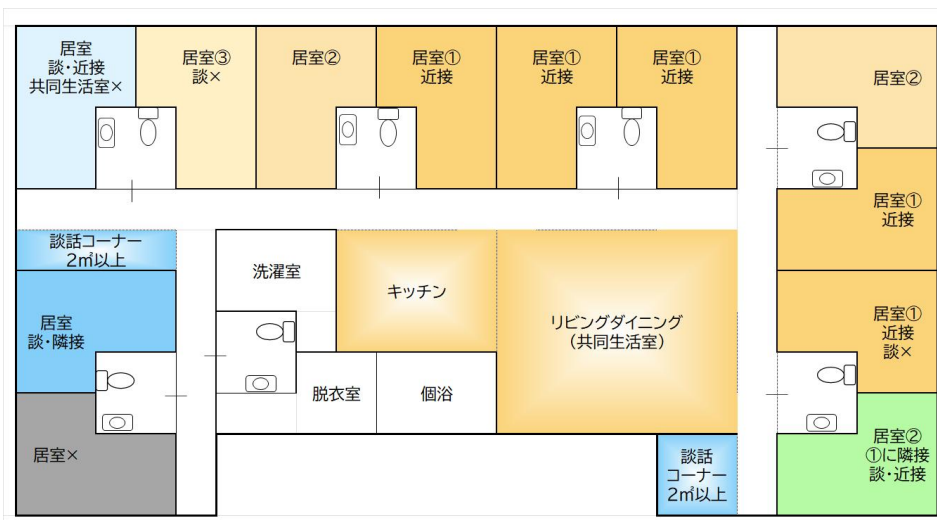 居室
談・近接
共同生活室×
居室③
談×
居室②
居室①
近接
居室①
近接
居室①
近接
居室②
居室①
近接
談話コーナー
2㎡以上
洗濯室
キッチン
リビングダイニング
（共同生活室）
居室
談・隣接
居室①
近接
談×
脱衣室
個浴
居室×
談話
コーナー
2㎡以上
居室②
①に隣接
談・近接